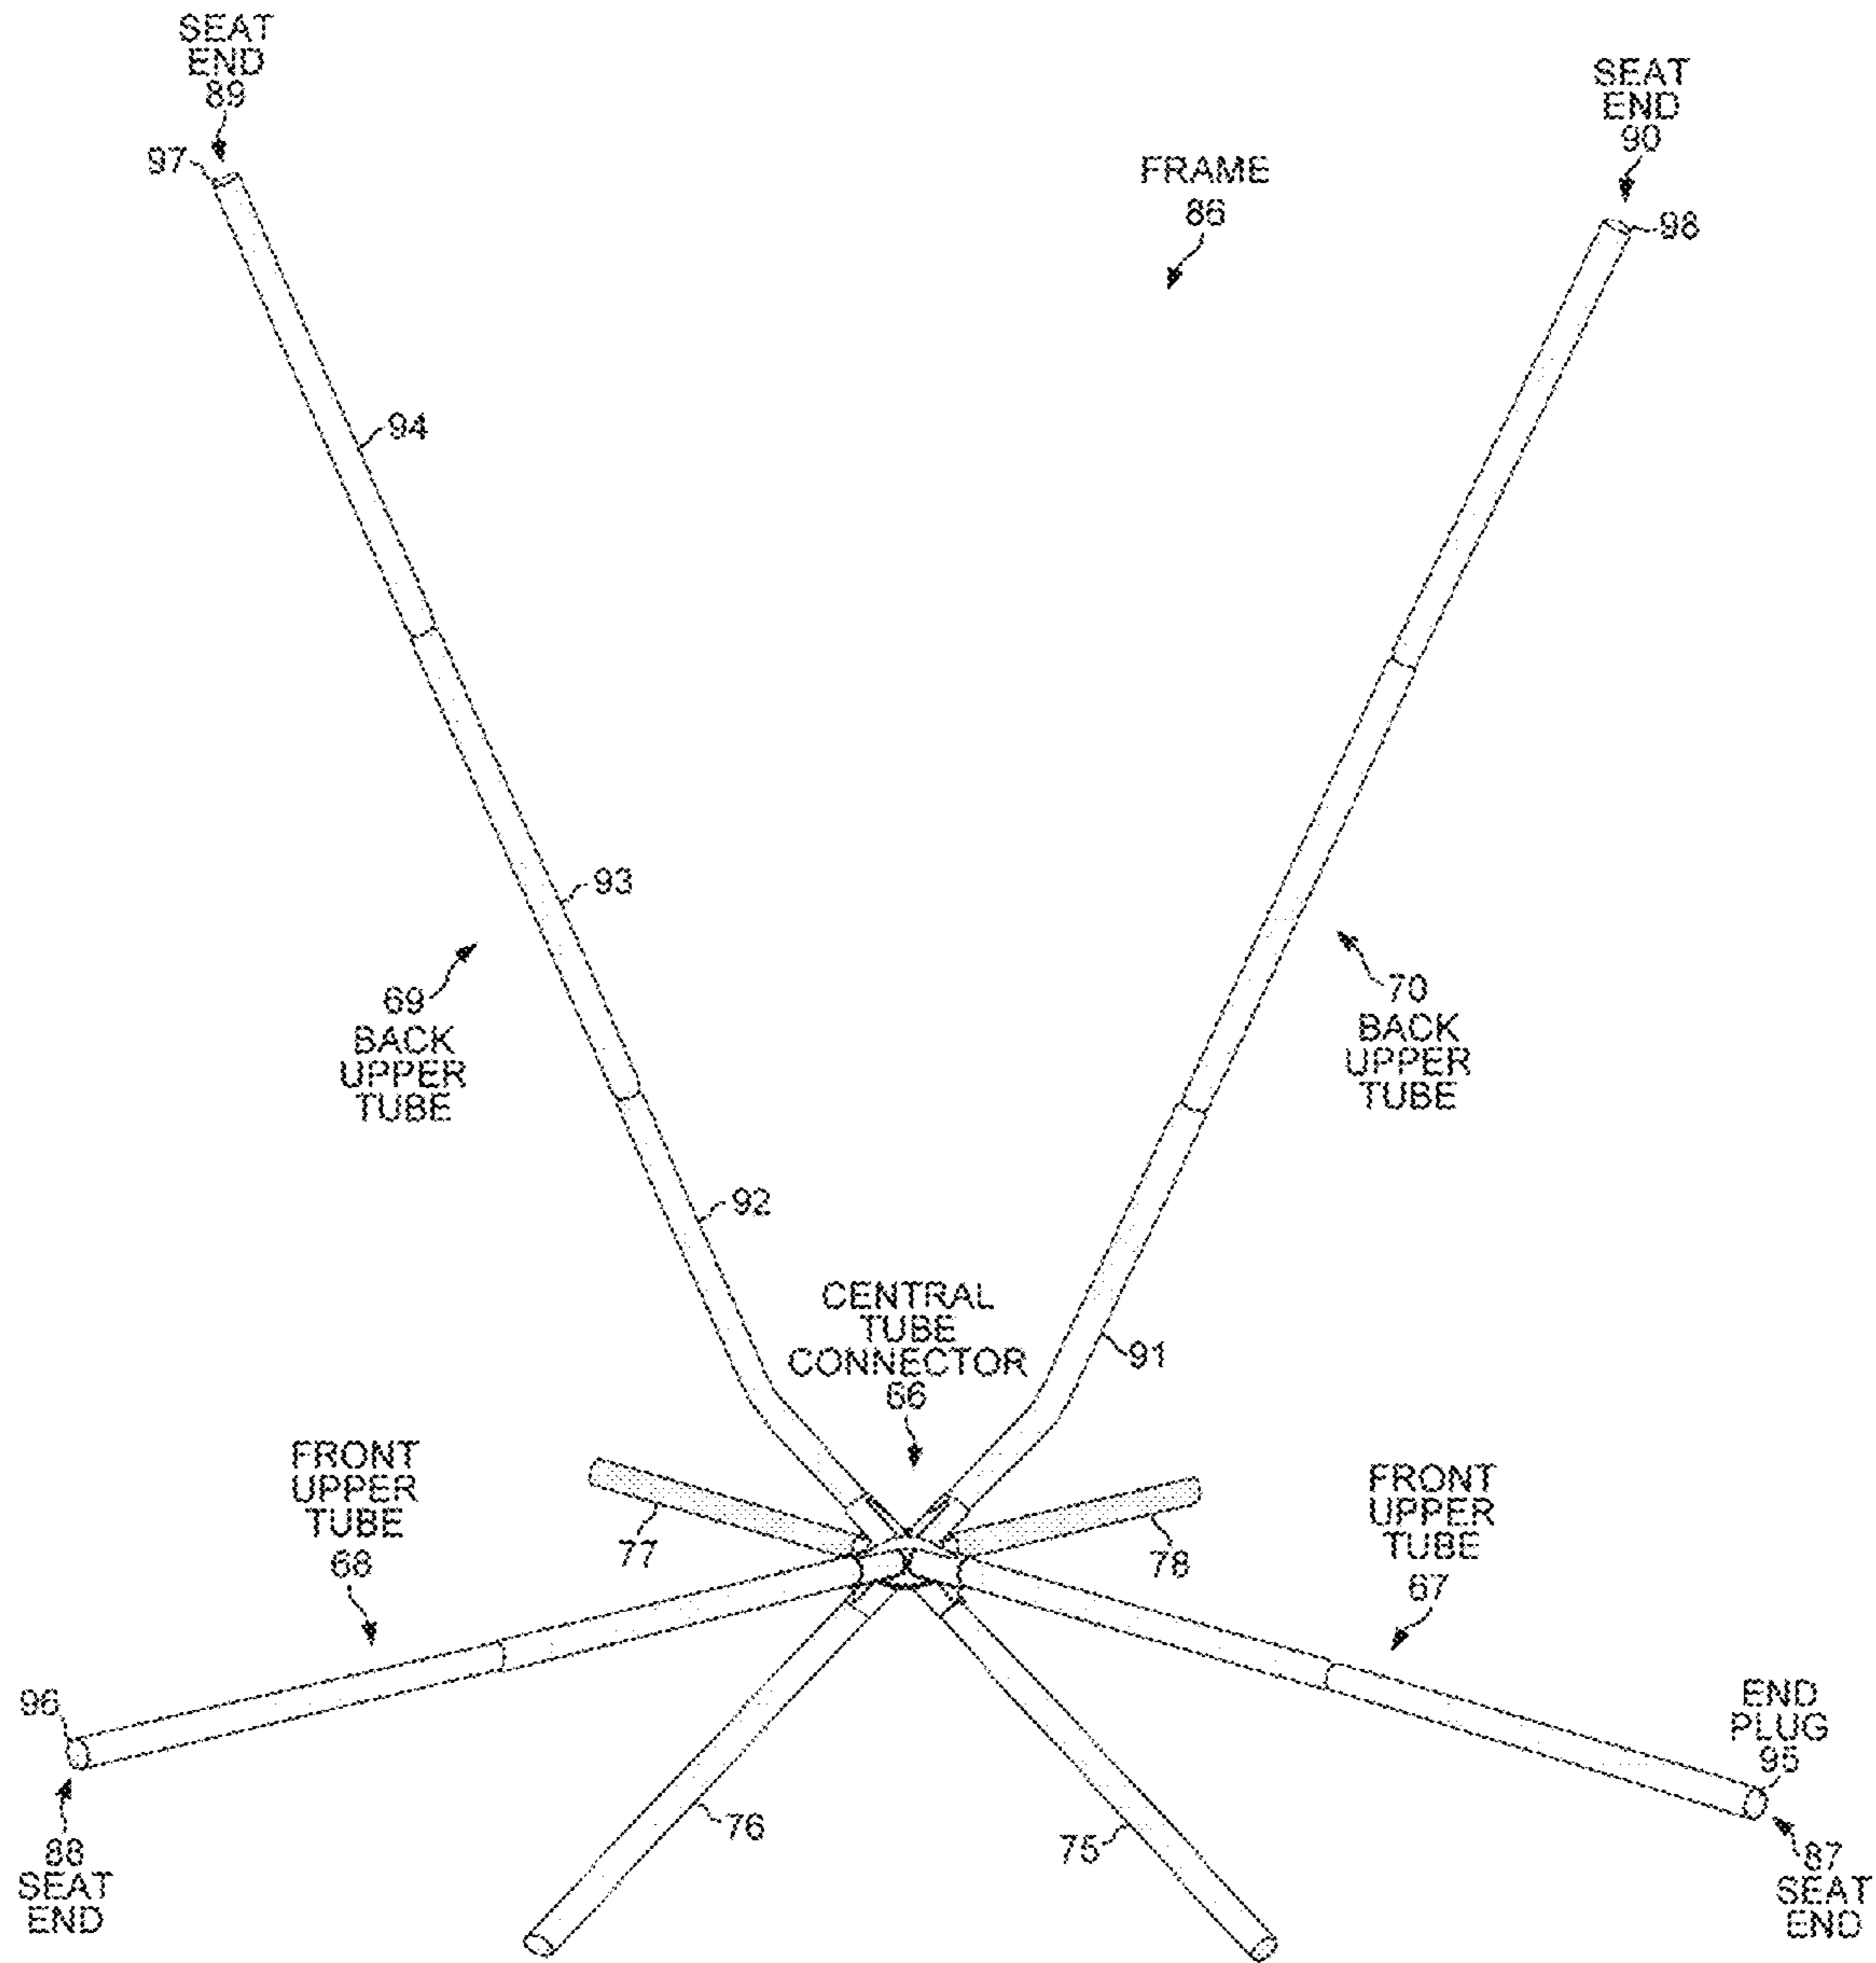 SEAT
END
89
97
SEAT
END
90
98
FRAME
86
94
93
69
BACK
UPPER
TUBE
70
BACK
UPPER
TUBE
92
CENTRAL
TUBE
CONNECTOR
66
91
FRONT
UPPER
TUBE
68
77
78
FRONT
UPPER
TUBE
67
96
88
SEAT
END
76
75
END
PLUG
95
87
SEAT
END